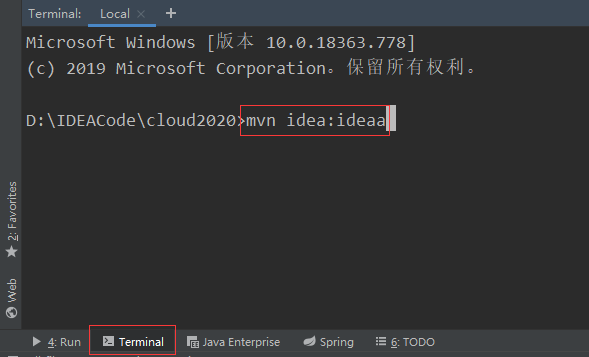 Terminal: Local × +
Microsoft Windows [版本 10.0.18363.778]
(c) 2019 Microsoft Corporation。保留所有权利。
D:\IDEACode\cloud2020>mvn idea:ideaa
2: Favorites
Web
4: Run Terminal Java Enterprise Spring 6: TODO